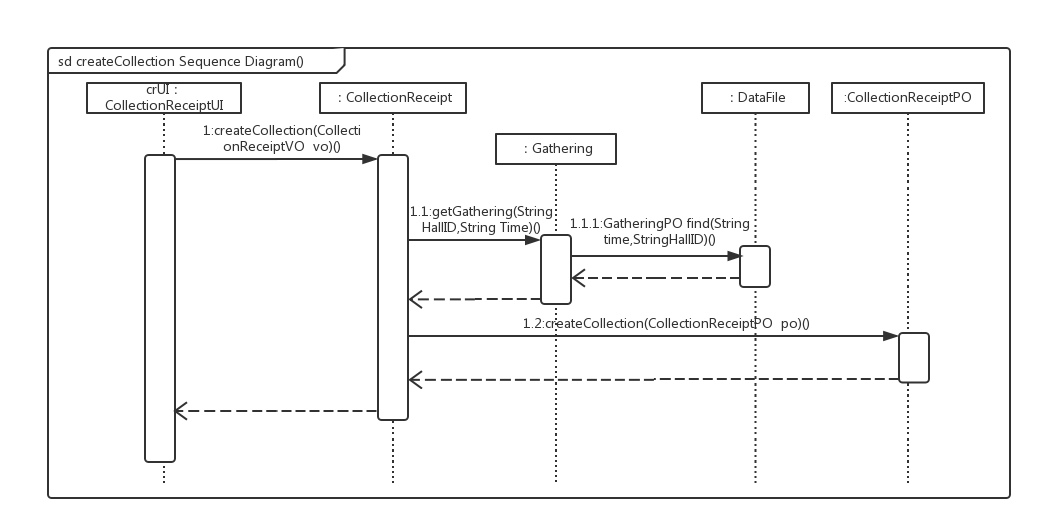 sd createCollection Sequence Diagram()
crUI :
CollectionReceiptUI
: CollectionReceipt
: DataFile
:CollectionReceiptPO
1:createCollection(Collecti
onReceiptVO  vo)()
: Gathering
1.1:getGathering(String
HallID,String Time)()
1.1.1:GatheringPO find(String
time,StringHallID)()
1.2:createCollection(CollectionReceiptPO  po)()